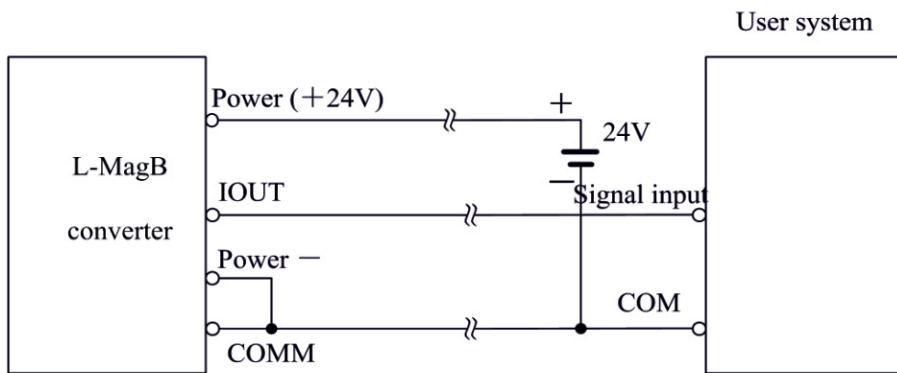 User system
Power (+24V)
+
24V
L-MagB
IOUT
−
Signal input
converter
Power −
COM
COMM